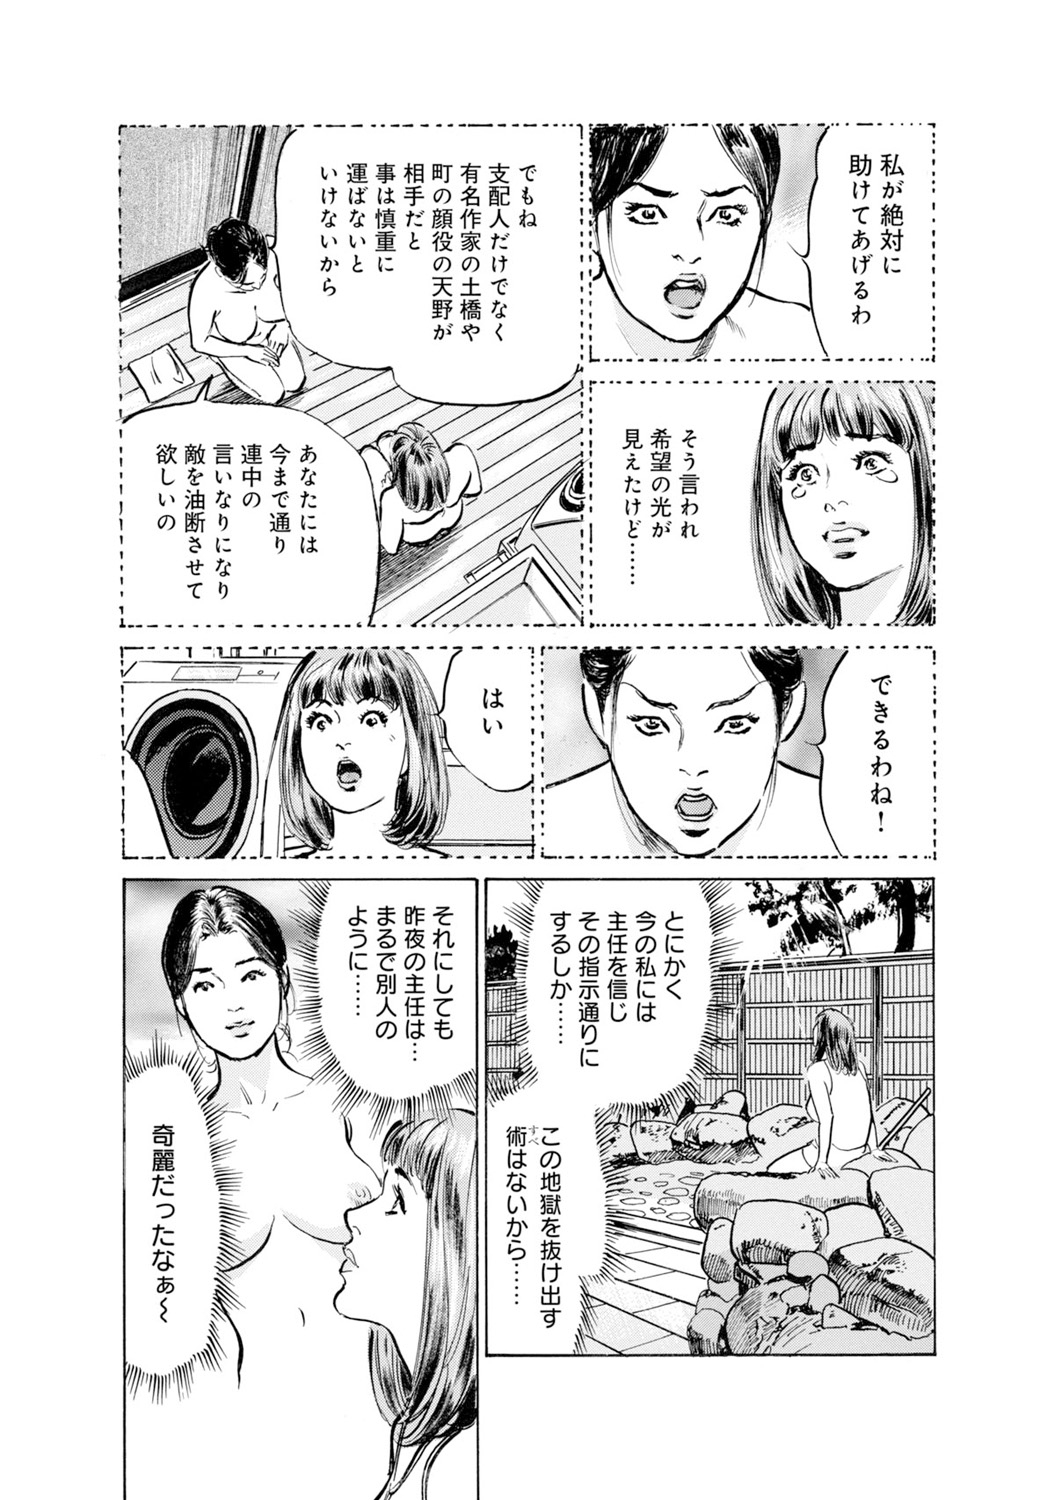 私が絶対に
助けてあげるわ
でもね
支配人だけでなく
有名作家の土橋や
町の顔役の天野が
相手だと
事は慎重に
運ばないと
いけないから
そう言われ
希望の光が
見えたけど……
あなたには
今まで通り
連中の
言いなりになり
敵を油断させて
欲しいの
できるわね！
はい
とにかく
今の私には
主任を信じ
その指示通りに
するしか……
この地獄を抜け出す
術はないから……
すべ
それにしても
昨夜の主任は…
まるで別人の
ように……
奇麗だったなぁ～